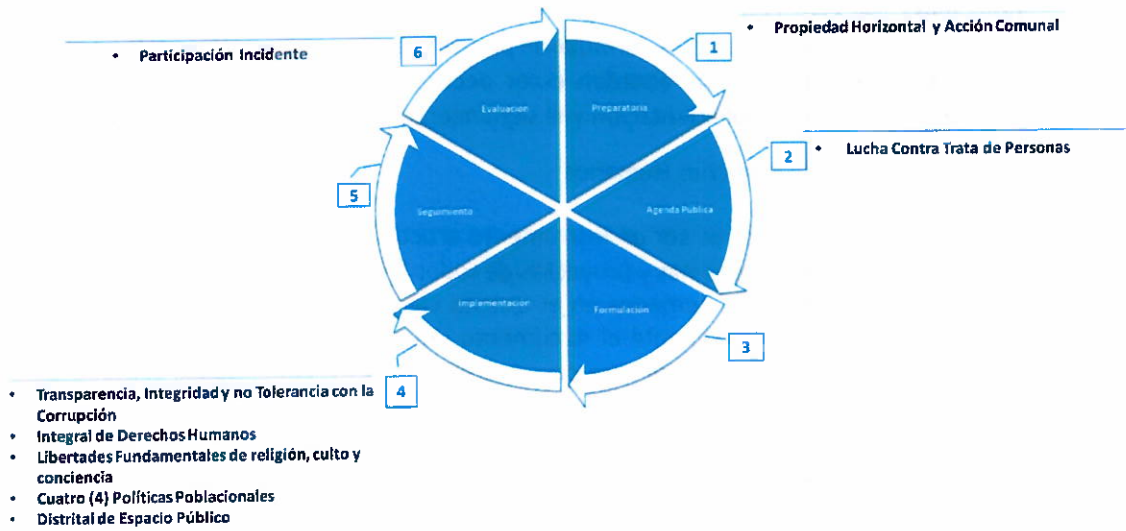 1
• Propiedad Horizontal y Acción Comunal
2
• Lucha Contra Trata de Personas
3
4
• Transparencia, Integridad y no Tolerancia con la
Corrupción
• Integral de Derechos Humanos
• Libertades Fundamentales de religión, culto y
conciencia
• Cuatro (4) Políticas Poblacionales
• Distrital de Espacio Público
5
6
• Participación Incidente
Preparatoria
Agenda Pública
Formulación
Implementación
Seguimiento
Evaluación